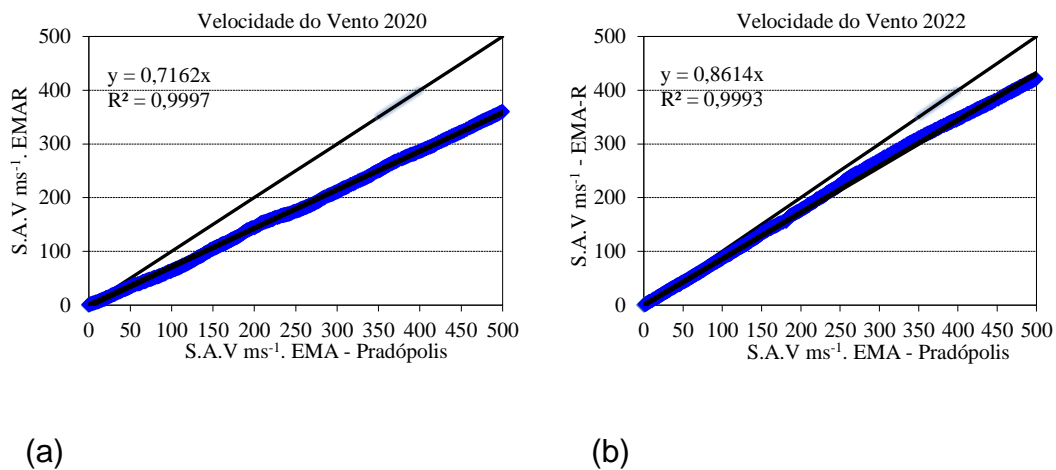 Velocidade do Vento 2020
500
400
300
200
100
0
y = 0,7162x
R² = 0,9997
S.A.V ms⁻¹. EMAR
0 50 100 150 200 250 300 350 400 450 500
S.A.V ms⁻¹. EMA - Pradópolis
(a)
Velocidade do Vento 2022
500
400
300
200
100
0
y = 0,8614x
R² = 0,9993
S.A.V ms⁻¹ - EMA-R
0 50 100 150 200 250 300 350 400 450 500
S.A.V ms⁻¹. EMA - Pradópolis
(b)